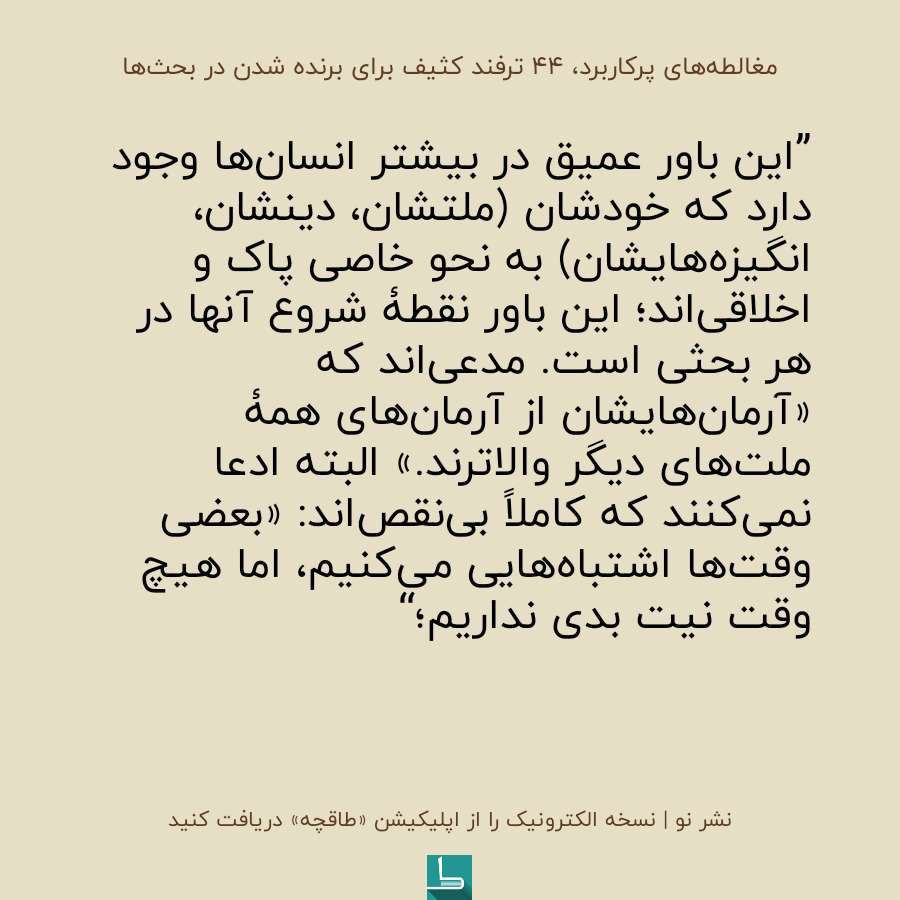 مغالطه‌های پرکاربرد، ۴۴ ترفند کثیف برای برنده شدن در بحث‌ها
”این باور عمیق در بیشتر انسان‌ها وجود
دارد که خودشان (ملتشان، دینشان،
انگیزه‌هایشان) به نحو خاصی پاک و
اخلاقی‌اند؛ این باور نقطهٔ شروع آنها در
هر بحثی است. مدعی‌اند که
«آرمان‌هایشان از آرمان‌های همهٔ
ملت‌های دیگر والاترند.» البته ادعا
نمی‌کنند که کاملاً بی‌نقص‌اند: «بعضی
وقت‌ها اشتباه‌هایی می‌کنیم، اما هیچ
وقت نیت بدی نداریم؛“
نشر نو | نسخه الکترونیک را از اپلیکیشن «طاقچه» دریافت کنید